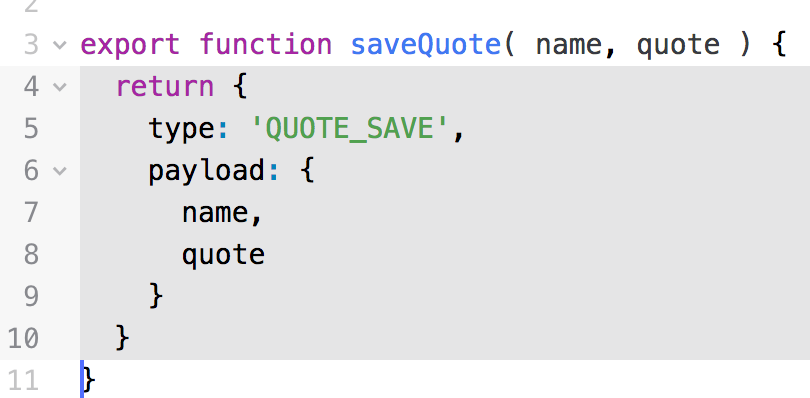 2
3 export function saveQuote( name, quote ) {
4   return {
5     type: 'QUOTE_SAVE',
6     payload: {
7       name,
8       quote
9     }
10   }
11 }